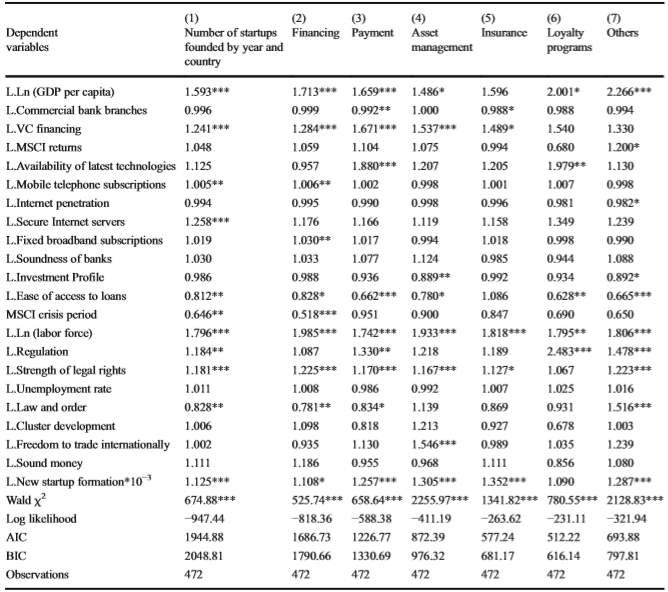 Dependent variables (1) Number of startups founded by year and country (2) Financing (3) Payment (4) Asset management (5) Insurance (6) Loyalty programs (7) Others
L.Ln (GDP per capita) 1.593*** 1.713*** 1.659*** 1.486* 1.596 2.001* 2.266***
L.Commercial bank branches 0.996 0.999 0.992** 1.000 0.988* 0.988 0.994
L.VC financing 1.241*** 1.284*** 1.671*** 1.537*** 1.489* 1.540 1.330
L.MSCI returns 1.048 1.059 1.104 1.075 0.994 0.680 1.200*
L.Availability of latest technologies 1.125 0.957 1.880*** 1.207 1.205 1.979** 1.130
L.Mobile telephone subscriptions 1.005** 1.006** 1.002 0.998 1.001 1.007 0.998
L.Internet penetration 0.994 0.995 0.990 0.998 0.996 0.981 0.982*
L.Secure Internet servers 1.258*** 1.176 1.166 1.119 1.158 1.349 1.239
L.Fixed broadband subscriptions 1.019 1.030** 1.017 0.994 1.018 0.998 0.990
L.Soundness of banks 1.030 1.033 1.077 1.124 0.985 0.944 1.088
L.Investment Profile 0.986 0.988 0.936 0.889** 0.992 0.934 0.892*
L.Ease of access to loans 0.812** 0.828* 0.662*** 0.780* 1.086 0.628** 0.665***
MSCI crisis period 0.646** 0.518*** 0.951 0.900 0.847 0.690 0.650
L.Ln (labor force) 1.796*** 1.985*** 1.742*** 1.933*** 1.818*** 1.795** 1.806***
L.Regulation 1.184** 1.087 1.330** 1.218 1.189 2.483*** 1.478***
L.Strength of legal rights 1.181*** 1.225*** 1.170*** 1.167*** 1.127* 1.067 1.223***
L.Unemployment rate 1.011 1.008 0.986 0.992 1.007 1.025 1.016
L.Law and order 0.828** 0.781** 0.834* 1.139 0.869 0.931 1.516***
L.Cluster development 1.006 1.098 0.818 1.213 0.927 0.678 1.003
L.Freedom to trade internationally 1.002 0.935 1.130 1.546*** 0.989 1.035 1.239
L.Sound money 1.111 1.186 0.955 0.968 1.111 0.856 1.080
L.New startup formation*10⁻³ 1.125*** 1.108* 1.257*** 1.305*** 1.352*** 1.090 1.287***
Wald χ² 674.88*** 525.74*** 658.64*** 2255.97*** 1341.82*** 780.55*** 2128.83***
Log likelihood −947.44 −818.36 −588.38 −411.19 −263.62 −231.11 −321.94
AIC 1944.88 1686.73 1226.77 872.39 577.24 512.22 693.88
BIC 2048.81 1790.66 1330.69 976.32 681.17 616.14 797.81
Observations 472 472 472 472 472 472 472